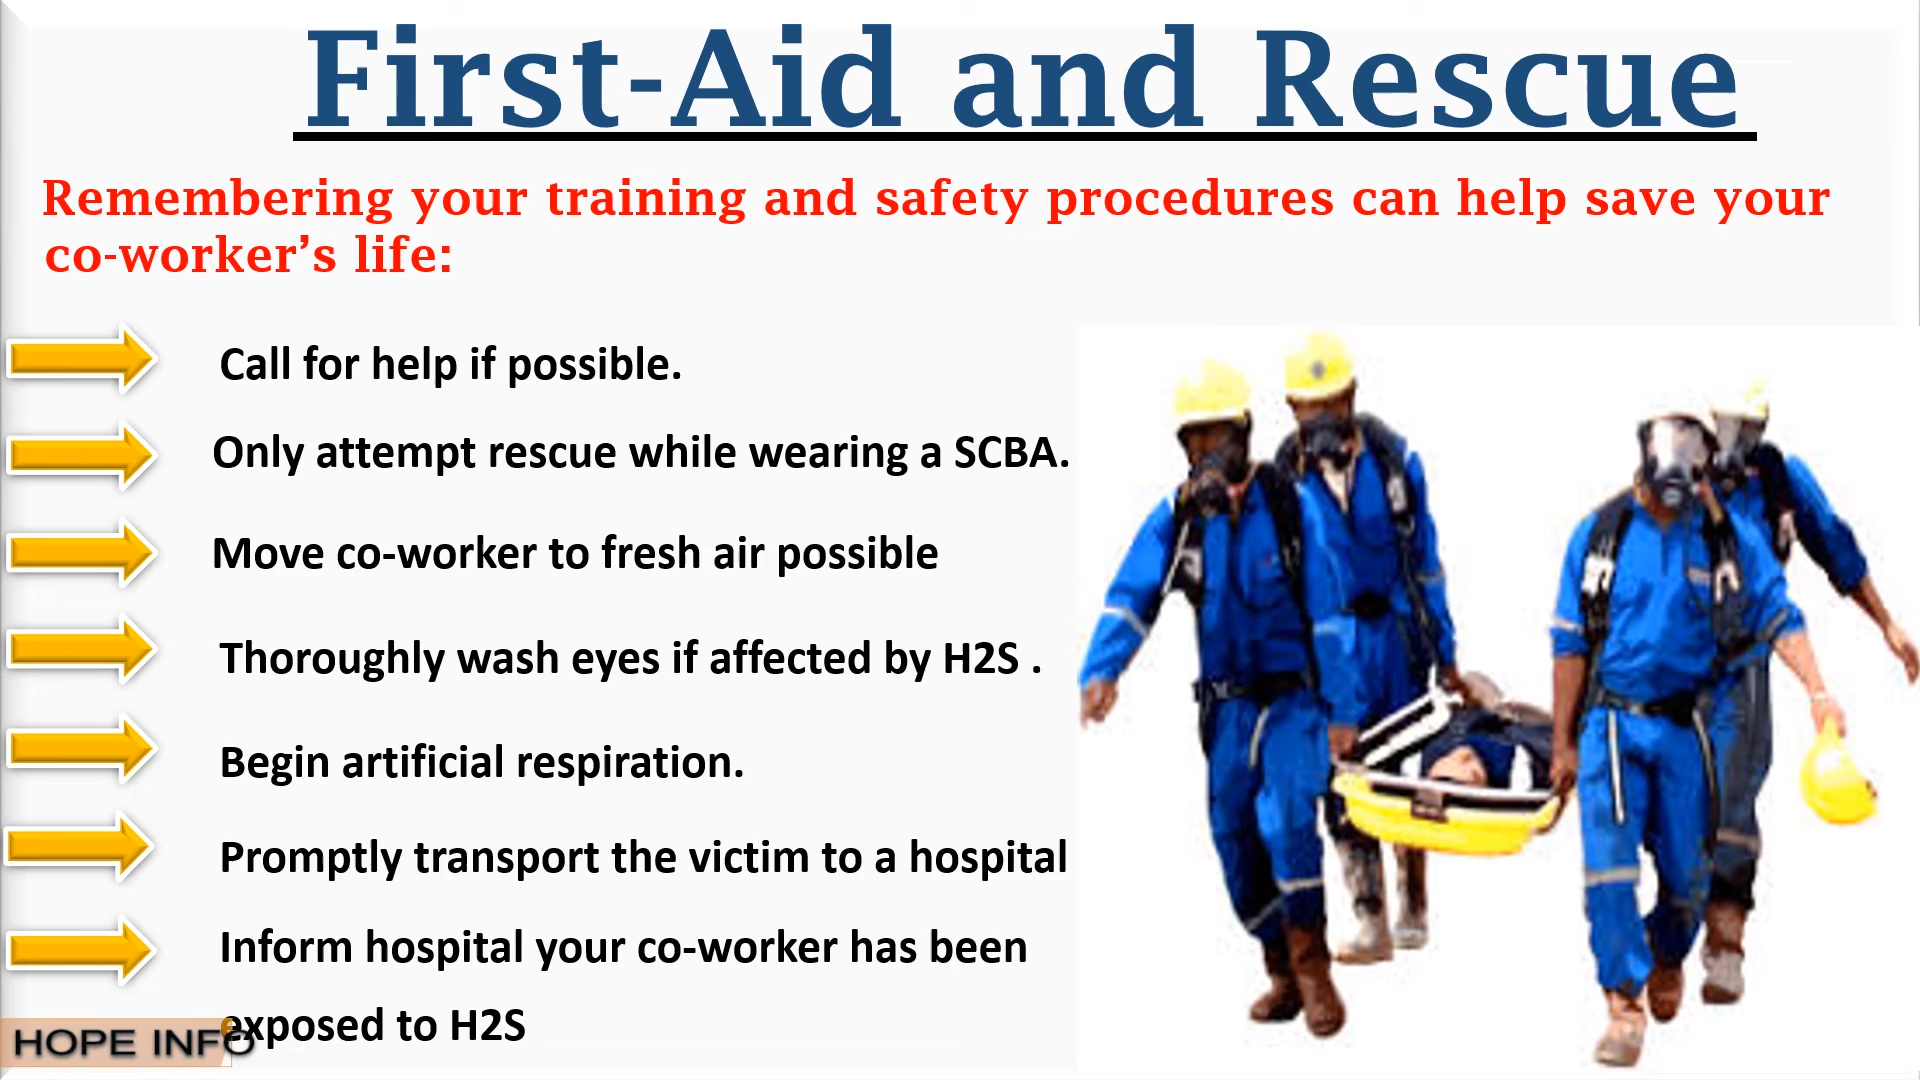 First-Aid and Rescue
Remembering your training and safety procedures can help save your
co-worker’s life:
Call for help if possible.
Only attempt rescue while wearing a SCBA.
Move co-worker to fresh air possible
Thoroughly wash eyes if affected by H2S .
Begin artificial respiration.
Promptly transport the victim to a hospital
Inform hospital your co-worker has been
exposed to H2S
HOPE INFO